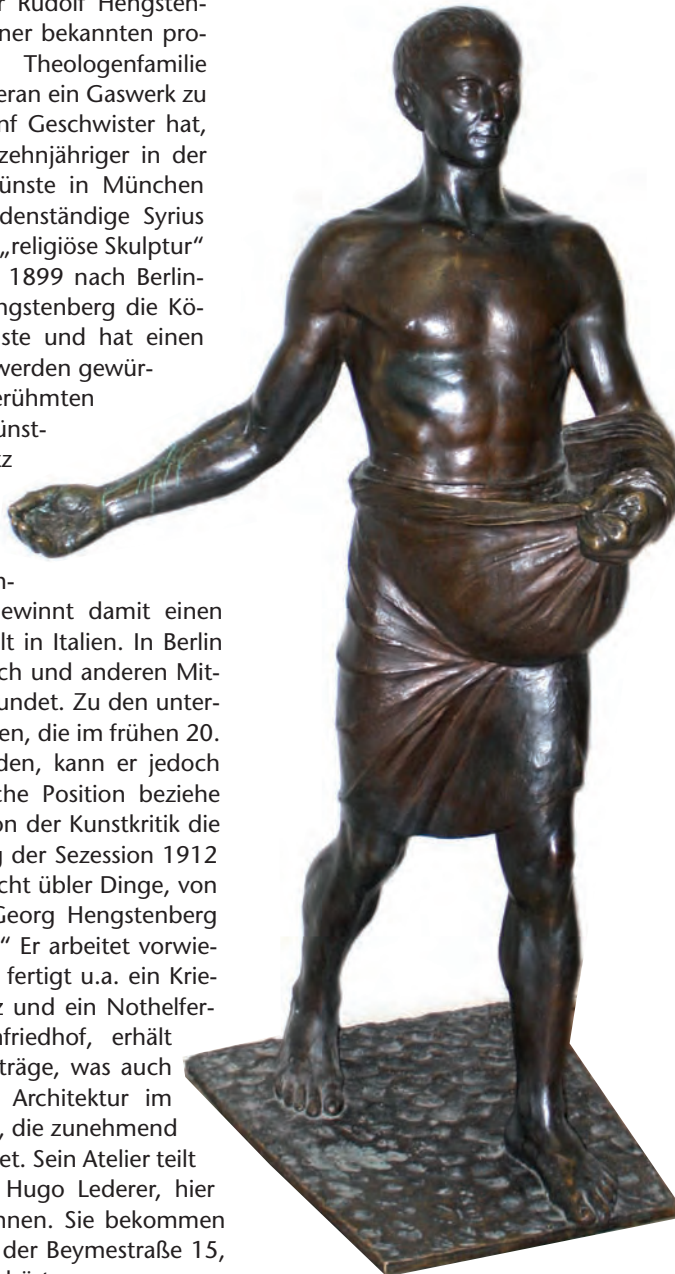 r Rudolf Hengsten-
ner bekannten pro-
Theologenfamilie
eran ein Gaswerk zu
nf Geschwister hat,
zehnjähriger in der
ünste in München
denständige Syrius
„religiöse Skulptur“
1899 nach Berlin-
ngstenberg die Kö-
ste und hat einen
werden gewür-
erühmten
ünst-
tz
n-
ewinnt damit einen
lt in Italien. In Berlin
ch und anderen Mit-
undet. Zu den unter-
en, die im frühen 20.
den, kann er jedoch
che Position beziehe
on der Kunstkritik die
g der Sezession 1912
cht übler Dinge, von
Georg Hengstenberg
“ Er arbeitet vorwie-
fertigt u.a. ein Krie-
z und ein Nothelfer-
nfriedhof, erhält
träge, was auch
Architektur im
, die zunehmend
et. Sein Atelier teilt
Hugo Lederer, hier
nnen. Sie bekommen
der Beymestraße 15,